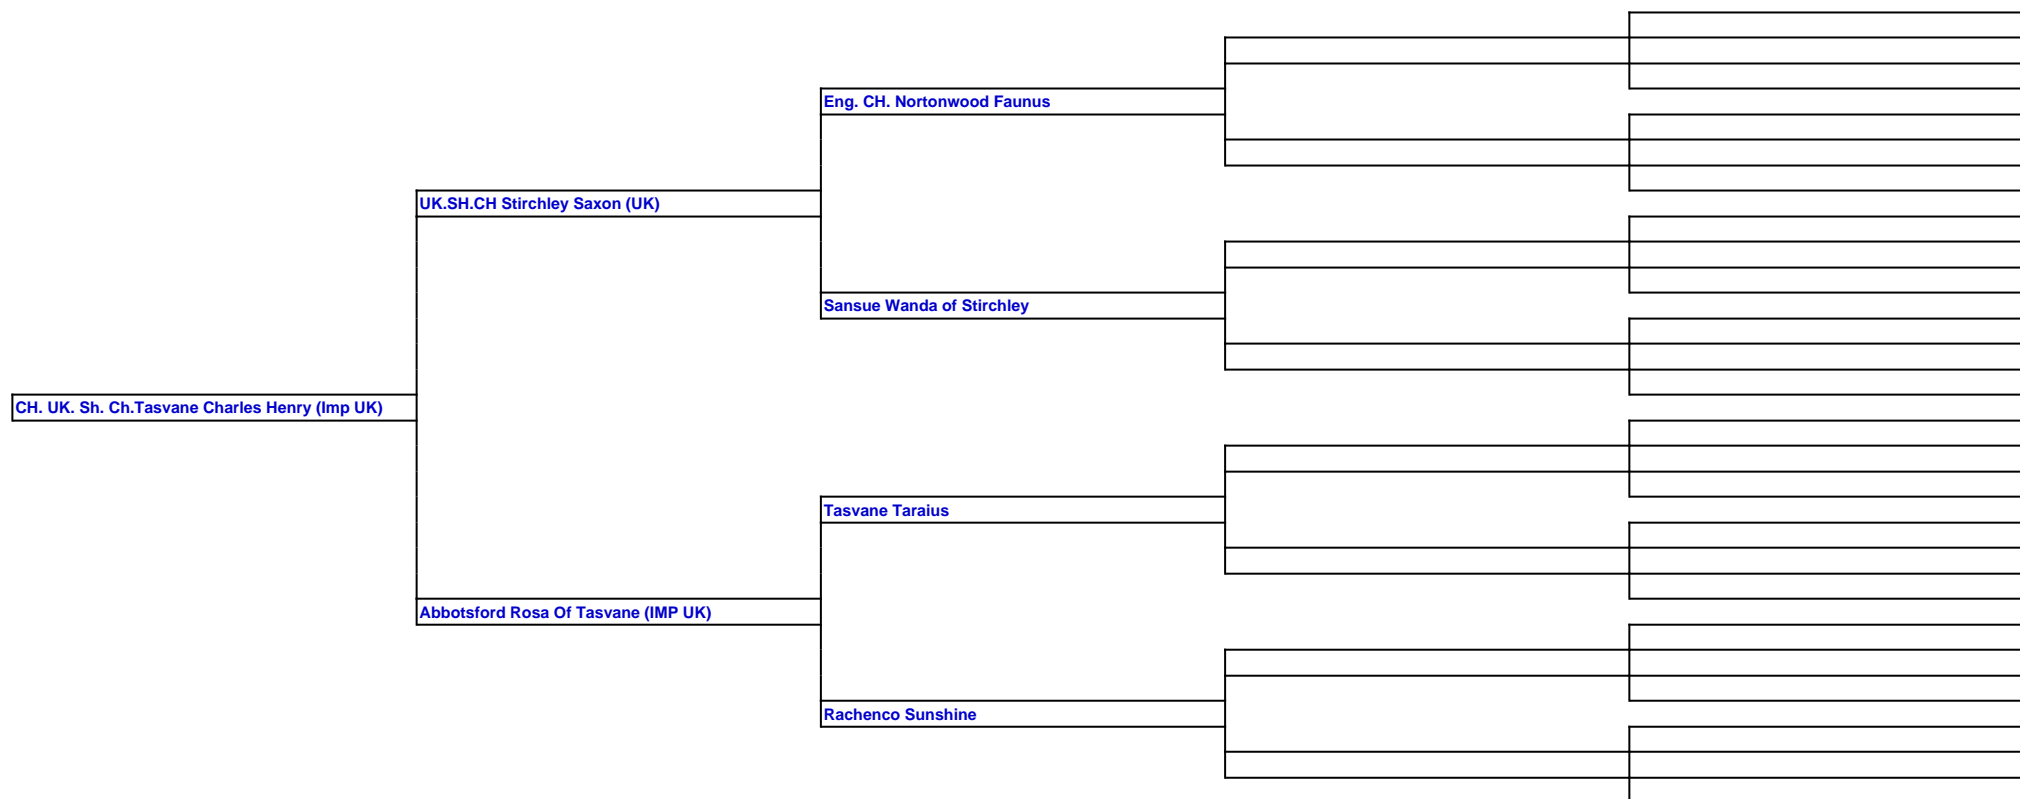 Eng. CH. Nortonwood Faunus
UK.SH.CH Stirchley Saxon (UK)
Sansue Wanda of Stirchley
CH. UK. Sh. Ch.Tasvane Charles Henry (Imp UK)
Tasvane Taraius
Abbotsford Rosa Of Tasvane (IMP UK)
Rachenco Sunshine